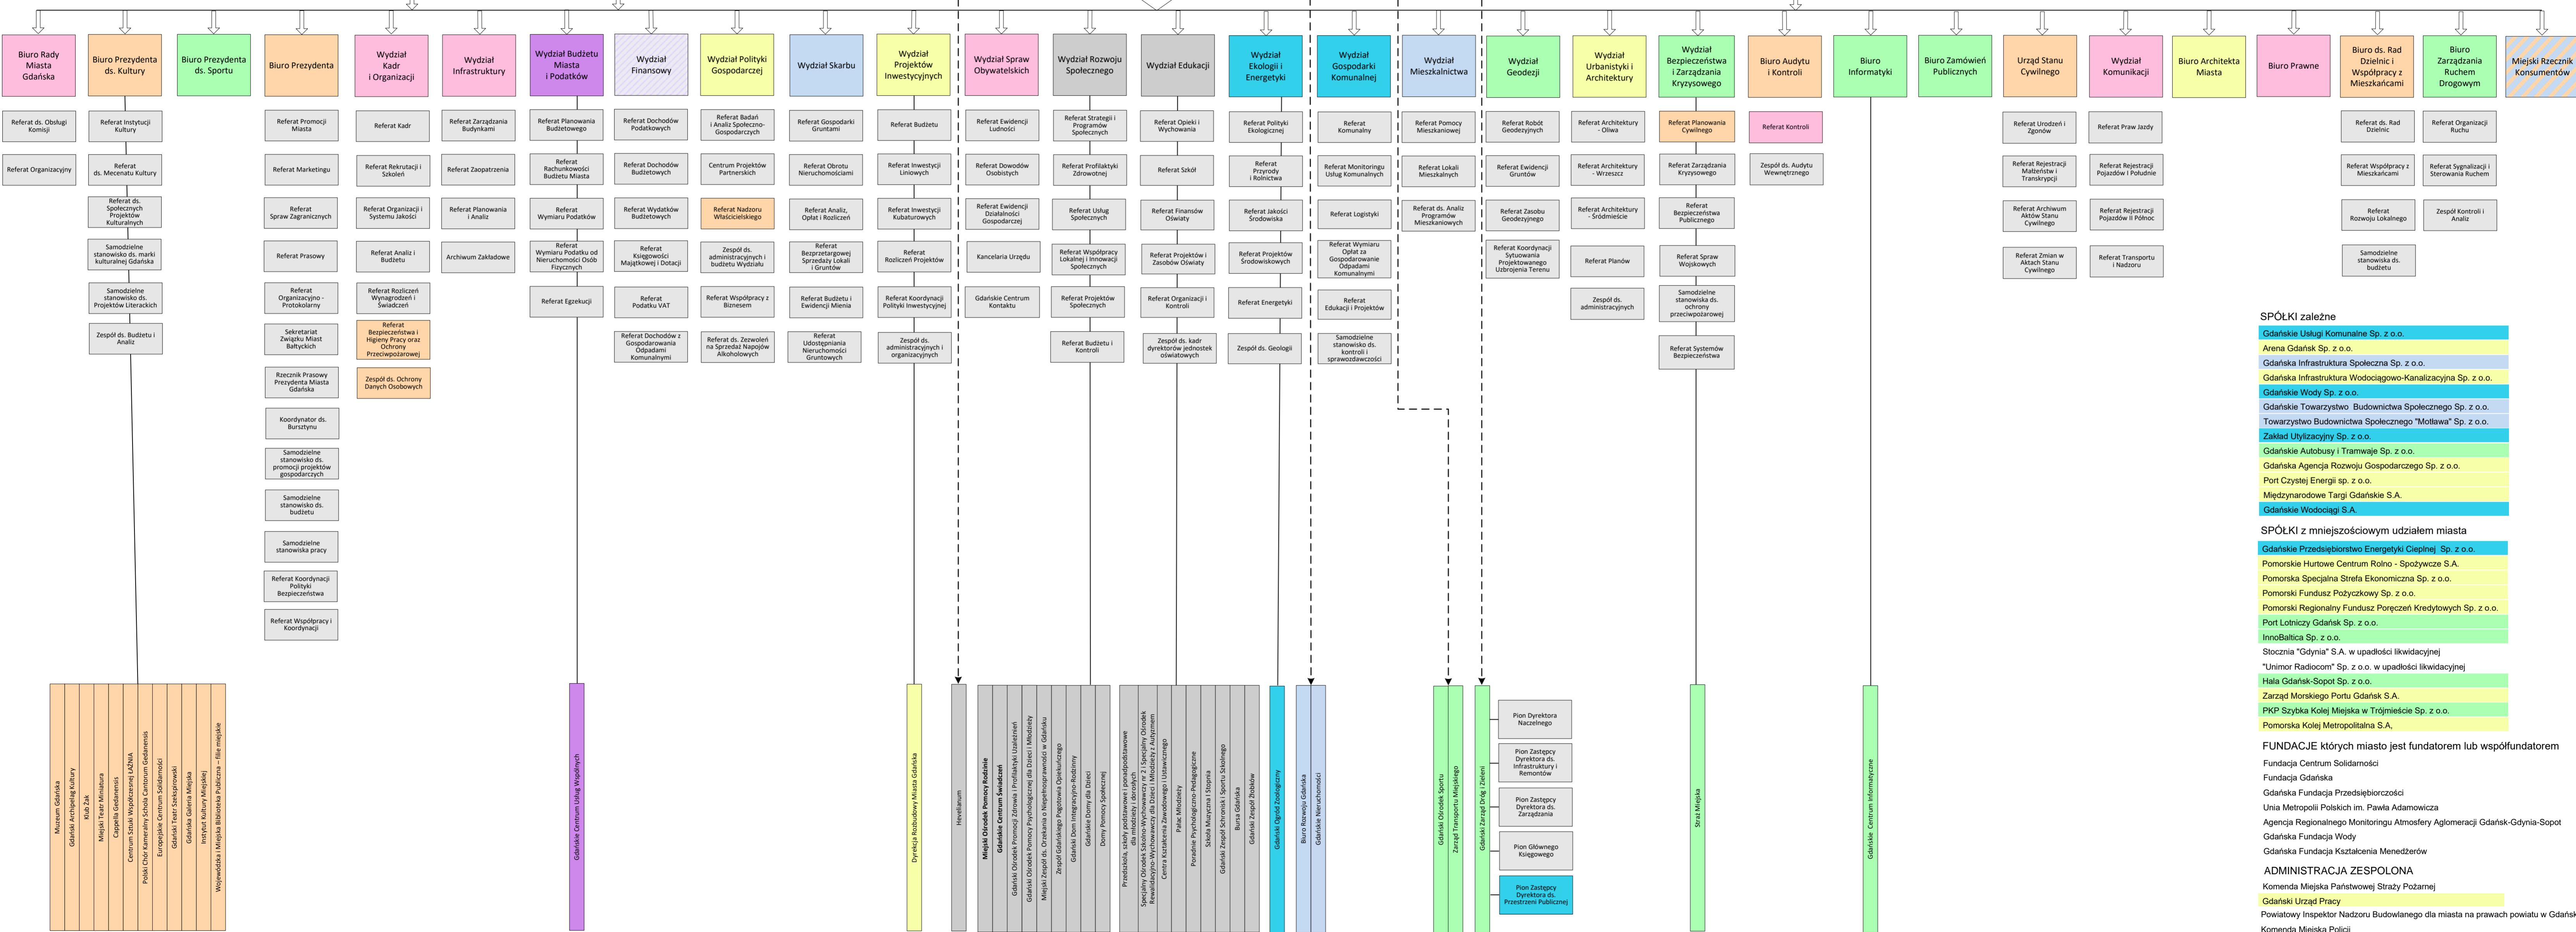 Biuro Rady
Miasta
Gdańska
Biuro Prezydenta
ds. Kultury
Biuro Prezydenta
ds. Sportu
Biuro Prezydenta
Wydział
Kadr
i Organizacji
Wydział
Infrastruktury
Wydział Budżetu
Miasta
i Podatków
Wydział
Finansowy
Wydział Polityki
Gospodarczej
Wydział Skarbu
Wydział
Projektów
Inwestycyjnych
Wydział Spraw
Obywatelskich
Wydział Rozwoju
Społecznego
Wydział Edukacji
Wydział
Ekologii i
Energetyki
Wydział
Gospodarki
Komunalnej
Wydział
Mieszkalnictwa
Wydział
Geodezji
Wydział
Urbanistyki i
Architektury
Wydział
Bezpieczeństwa
i Zarządzania
Kryzysowego
Biuro Audytu
i Kontroli
Biuro
Informatyki
Biuro Zamówień
Publicznych
Urząd Stanu
Cywilnego
Wydział
Komunikacji
Biuro Architekta
Miasta
Biuro Prawne
Biuro ds. Rad
Dzielnic i
Współpracy z
Mieszkańcami
Biuro
Zarządzania
Ruchem
Drogowym
Miejski Rzecznik
Konsumentów
Referat ds. Obsługi
Komisji
Referat Organizacyjny
Referat Instytucji
Kultury
Referat
ds. Mecenatu Kultury
Referat ds.
Społecznych
Projektów
Kulturalnych
Samodzielne
stanowisko ds. marki
kulturalnej Gdańska
Samodzielne
stanowisko ds.
Projektów Literackich
Zespół ds. Budżetu i
Analiz
Referat Promocji
Miasta
Referat Marketingu
Referat
Spraw Zagranicznych
Referat Prasowy
Referat
Organizacyjno -
Protokolarny
Sekretariat
Związku Miast
Bałtyckich
Rzecznik Prasowy
Prezydenta Miasta
Gdańska
Koordynator ds.
Bursztynu
Samodzielne
stanowisko ds.
promocji projektów
gospodarczych
Samodzielne
stanowisko ds.
budżetu
Samodzielne
stanowiska pracy
Referat Koordynacji
Polityki
Bezpieczeństwa
Referat Współpracy i
Koordynacji
Referat Kadr
Referat Rekrutacji i
Szkoleń
Referat Organizacji i
Systemu Jakości
Referat Analiz i
Budżetu
Referat Rozliczeń
Wynagrodzeń i
Świadczeń
Referat
Bezpieczeństwa i
Higieny Pracy oraz
Ochrony
Przeciwpożarowej
Zespół ds. Ochrony
Danych Osobowych
Referat Zarządzania
Budynkami
Referat Zaopatrzenia
Referat Planowania
i Analiz
Archiwum Zakładowe
Referat Planowania
Budżetowego
Referat
Rachunkowości
Budżetu Miasta
Referat
Wymiaru Podatków
Referat
Wymiaru Podatku od
Nieruchomości Osób
Fizycznych
Referat Egzekucji
Referat Dochodów
Podatkowych
Referat Dochodów
Budżetowych
Referat Wydatków
Budżetowych
Referat
Księgowości
Majątkowej i Dotacji
Referat
Podatku VAT
Referat Dochodów z
Gospodarowania
Odpadami
Komunalnymi
Referat Badań
i Analiz Społeczno-
Gospodarczych
Centrum Projektów
Partnerskich
Referat Nadzoru
Właścicielskiego
Zespół ds.
administracyjnych i
budżetu Wydziału
Referat Współpracy z
Biznesem
Referat ds. Zezwoleń
na Sprzedaż Napojów
Alkoholowych
Referat Gospodarki
Gruntami
Referat Obrotu
Nieruchomościami
Referat Analiz,
Opłat i Rozliczeń
Referat
Bezprzetargowej
Sprzedaży Lokali
i Gruntów
Referat Budżetu i
Ewidencji Mienia
Referat
Udostępniania
Nieruchomości
Gruntowych
Referat Budżetu
Referat Inwestycji
Liniowych
Referat Inwestycji
Kubaturowych
Referat
Rozliczeń Projektów
Referat Koordynacji
Polityki Inwestycyjnej
Zespół ds.
administracyjnych i
organizacyjnych
Referat Ewidencji
Ludności
Referat Dowodów
Osobistych
Referat Ewidencji
Działalności
Gospodarczej
Kancelaria Urzędu
Gdańskie Centrum
Kontaktu
Referat Strategii i
Programów
Społecznych
Referat Profilaktyki
Zdrowotnej
Referat Usług
Społecznych
Referat Współpracy
Lokalnej i Innowacji
Społecznych
Referat Projektów
Społecznych
Referat Budżetu i
Kontroli
Referat Opieki i
Wychowania
Referat Szkół
Referat Finansów
Oświaty
Referat Projektów i
Zasobów Oświaty
Referat Organizacji i
Kontroli
Zespół ds. kadr
dyrektorów jednostek
oświatowych
Referat Polityki
Ekologicznej
Referat
Przyrody
i Rolnictwa
Referat Jakości
Środowiska
Referat Projektów
Środowiskowych
Referat Energetyki
Zespół ds. Geologii
Referat
Komunalny
Referat Monitoringu
Usług Komunalnych
Referat Logistyki
Referat Wymiaru
Opłat za
Gospodarowanie
Odpadami
Komunalnymi
Referat
Edukacji i Projektów
Samodzielne
stanowisko ds.
kontroli i
sprawozdawczości
Referat Pomocy
Mieszkaniowej
Referat Lokali
Mieszkalnych
Referat ds. Analiz
Programów
Mieszkaniowych
Referat Robót
Geodezyjnych
Referat Ewidencji
Gruntów
Referat Zasobu
Geodezyjnego
Referat Koordynacji
Sytuowania
Projektowanego
Uzbrojenia Terenu
Referat Architektury
- Oliwa
Referat Architektury
- Wrzeszcz
Referat Architektury
- Śródmieście
Referat Planów
Zespół ds.
administracyjnych
Referat Planowania
Cywilnego
Referat Zarządzania
Kryzysowego
Referat
Bezpieczeństwa
Publicznego
Referat Spraw
Wojskowych
Samodzielne
stanowiska ds.
ochrony
przeciwpożarowej
Referat Systemów
Bezpieczeństwa
Referat Kontroli
Zespół ds. Audytu
Wewnętrznego
Referat Urodzeń i
Zgonów
Referat Rejestracji
Małżeństw i
Transkrypcji
Referat Archiwum
Aktów Stanu
Cywilnego
Referat Zmian w
Aktach Stanu
Cywilnego
Referat Praw Jazdy
Referat Rejestracji
Pojazdów I Południe
Referat Rejestracji
Pojazdów II Północ
Referat Transportu
i Nadzoru
Referat ds. Rad
Dzielnic
Referat Współpracy z
Mieszkańcami
Referat
Rozwoju Lokalnego
Samodzielne
stanowiska ds.
budżetu
Referat Organizacji
Ruchu
Referat Sygnalizacji i
Sterowania Ruchem
Zespół Kontroli i
Analiz
Muzeum Gdańska
Gdański Archipelag Kultury
Klub Żak
Miejski Teatr Miniatura
Cappella Gedanensis
Centrum Sztuki Współczesnej ŁAŹNIA
Polski Chór Kameralny Schola Cantorum Gedanensis
Europejskie Centrum Solidarności
Gdański Teatr Szekspirowski
Gdańska Galeria Miejska
Instytut Kultury Miejskiej
Wojewódzka i Miejska Biblioteka Publiczna – filie miejskie
Gdańskie Centrum Usług Wspólnych
Dyrekcja Rozbudowy Miasta Gdańska
Hevelianum
Miejski Ośrodek Pomocy Rodzinie
Gdańskie Centrum Świadczeń
Gdański Ośrodek Promocji Zdrowia i Profilaktyki Uzależnień
Gdański Ośrodek Pomocy Psychologicznej dla Dzieci i Młodzieży
Miejski Zespół ds. Orzekania o Niepełnosprawności w Gdańsku
Zespół Gdańskiego Pogotowia Opiekuńczego
Gdański Dom Integracyjno-Rodzinny
Gdańskie Domy dla Dzieci
Domy Pomocy Społecznej
Przedszkola, szkoły podstawowe i ponadpodstawowe
dla młodzieży i dorosłych
Specjalny Ośrodek Szkolno-Wychowawczy nr 2 i Specjalny Ośrodek
Rewalidacyjno-Wychowawczy dla Dzieci i Młodzieży z Autyzmem
Centra Kształcenia Zawodowego i Ustawicznego
Pałac Młodzieży
Poradnie Psychologiczno-Pedagogiczne
Szkoła Muzyczna I Stopnia
Gdański Zespół Schronisk i Sportu Szkolnego
Bursa Gdańska
Gdański Zespół Żłobków
Gdański Ogród Zoologiczny
Biuro Rozwoju Gdańska
Gdańskie Nieruchomości
Gdański Ośrodek Sportu
Zarząd Transportu Miejskiego
Gdański Zarząd Dróg i Zieleni
Pion Dyrektora
Naczelnego
Pion Zastępcy
Dyrektora ds.
Infrastruktury i
Remontów
Pion Zastępcy
Dyrektora ds.
Zarządzania
Pion Głównego
Księgowego
Pion Zastępcy
Dyrektora ds.
Przestrzeni Publicznej
Straż Miejska
Gdańskie Centrum Informatyczne
SPÓŁKI zależne
Gdańskie Usługi Komunalne Sp. z o.o.
Arena Gdańsk Sp. z o.o.
Gdańska Infrastruktura Społeczna Sp. z o.o.
Gdańska Infrastruktura Wodociągowo-Kanalizacyjna Sp. z o.o.
Gdańskie Wody Sp. z o.o.
Gdańskie Towarzystwo Budownictwa Społecznego Sp. z o.o.
Towarzystwo Budownictwa Społecznego "Motława" Sp. z o.o.
Zakład Utylizacyjny Sp. z o.o.
Gdańskie Autobusy i Tramwaje Sp. z o.o.
Gdańska Agencja Rozwoju Gospodarczego Sp. z o.o.
Port Czystej Energii sp. z o.o.
Międzynarodowe Targi Gdańskie S.A.
Gdańskie Wodociągi S.A.
SPÓŁKI z mniejszościowym udziałem miasta
Gdańskie Przedsiębiorstwo Energetyki Cieplnej Sp. z o.o.
Pomorskie Hurtowe Centrum Rolno - Spożywcze S.A.
Pomorska Specjalna Strefa Ekonomiczna Sp. z o.o.
Pomorski Fundusz Pożyczkowy Sp. z o.o.
Pomorski Regionalny Fundusz Poręczeń Kredytowych Sp. z o.o.
Port Lotniczy Gdańsk Sp. z o.o.
InnoBaltica Sp. z o.o.
Stocznia "Gdynia" S.A. w upadłości likwidacyjnej
"Unimor Radiocom" Sp. z o.o. w upadłości likwidacyjnej
Hala Gdańsk-Sopot Sp. z o.o.
Zarząd Morskiego Portu Gdańsk S.A.
PKP Szybka Kolej Miejska w Trójmieście Sp. z o.o.
Pomorska Kolej Metropolitalna S.A,
FUNDACJE których miasto jest fundatorem lub współfundatorem
Fundacja Centrum Solidarności
Fundacja Gdańska
Gdańska Fundacja Przedsiębiorczości
Unia Metropolii Polskich im. Pawła Adamowicza
Agencja Regionalnego Monitoringu Atmosfery Aglomeracji Gdańsk-Gdynia-Sopot
Gdańska Fundacja Wody
Gdańska Fundacja Kształcenia Menedżerów
ADMINISTRACJA ZESPOLONA
Komenda Miejska Państwowej Straży Pożarnej
Gdański Urząd Pracy
Powiatowy Inspektor Nadzoru Budowlanego dla miasta na prawach powiatu w Gdańsk
Komenda Miejska Policji